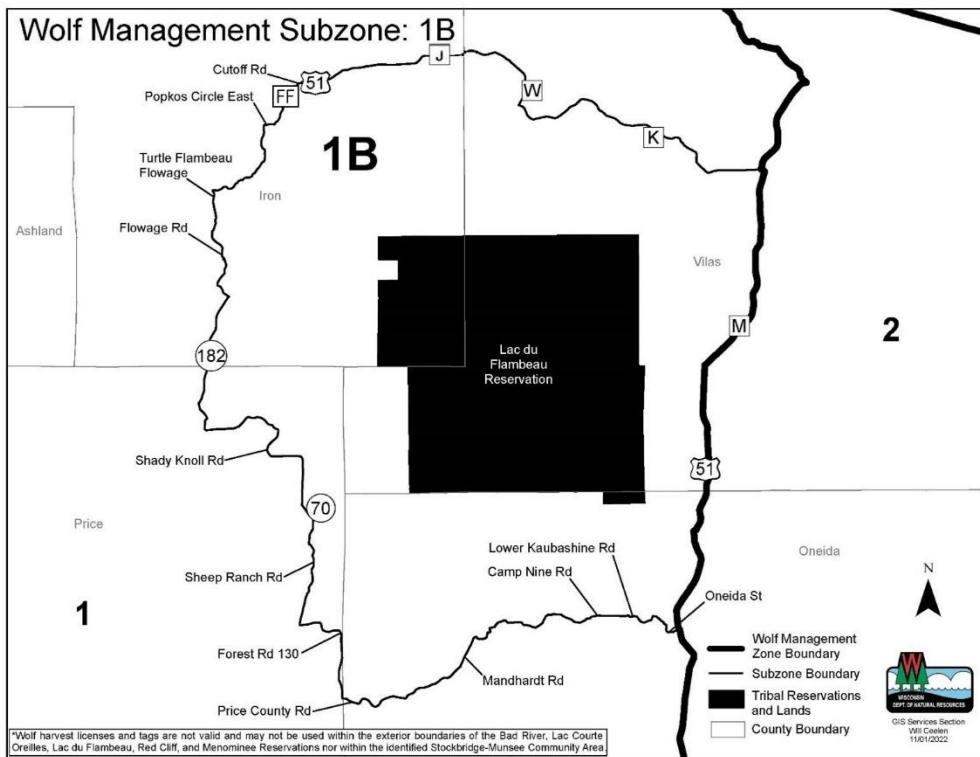 Wolf Management Subzone: 1B
Cutoff Rd
51
J
FF
W
Popkos Circle East
K
1B
Turtle Flambeau
Flowage
Iron
Ashland
Flowage Rd
Vilas
M
2
182
Lac du
Flambeau
Reservation
Shady Knoll Rd
51
70
Price
Lower Kaubashine Rd
Oneida
Sheep Ranch Rd
Camp Nine Rd
N
Oneida St
1
Forest Rd 130
Mandhardt Rd
Price County Rd
Wolf Management
Zone Boundary
Subzone Boundary
Tribal Reservations
and Lands
County Boundary
W
WISCONSIN
DEPT. OF NATURAL RESOURCES
GIS Services Section
Will Ceelen
11/01/2022
*Wolf harvest licenses and tags are not valid and may not be used within the exterior boundaries of the Bad River, Lac Courte
Oreilles, Lac du Flambeau, Red Cliff, and Menominee Reservations nor within the identified Stockbridge-Munsee Community Area.